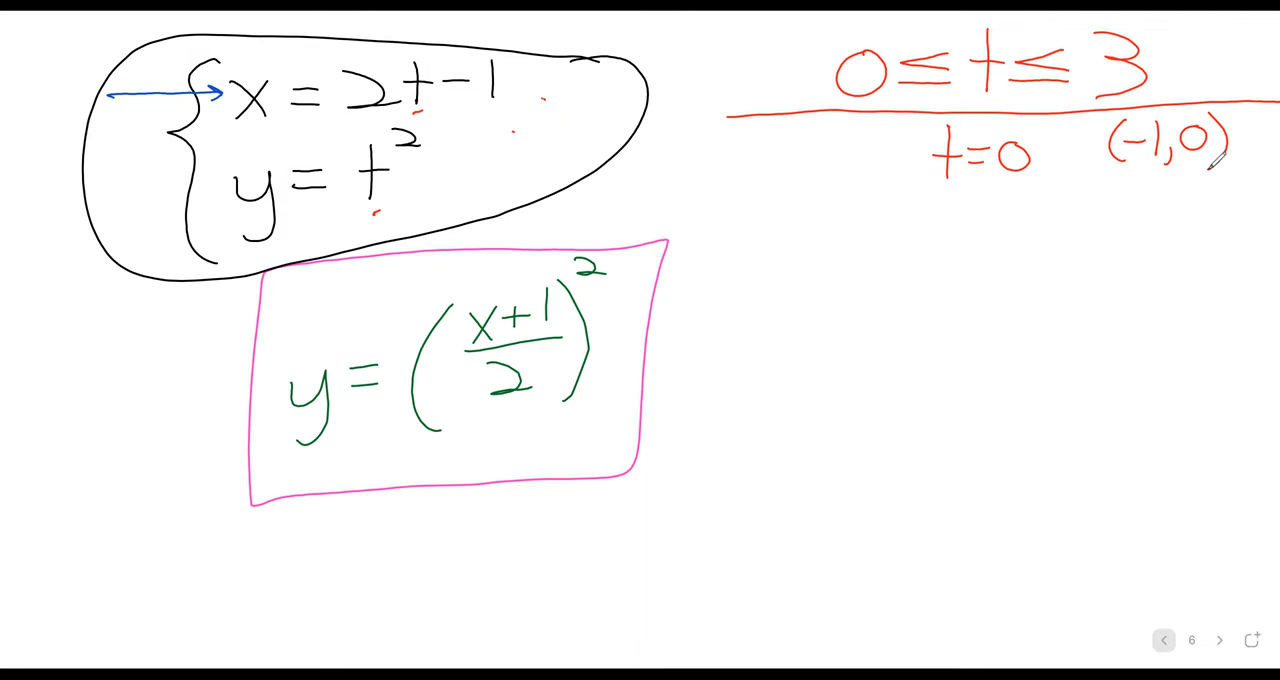 x = 2t - 1
y = t²
y = ((x+1)/2)²
0 ≤ t ≤ 3
t = 0 (-1, 0)
6